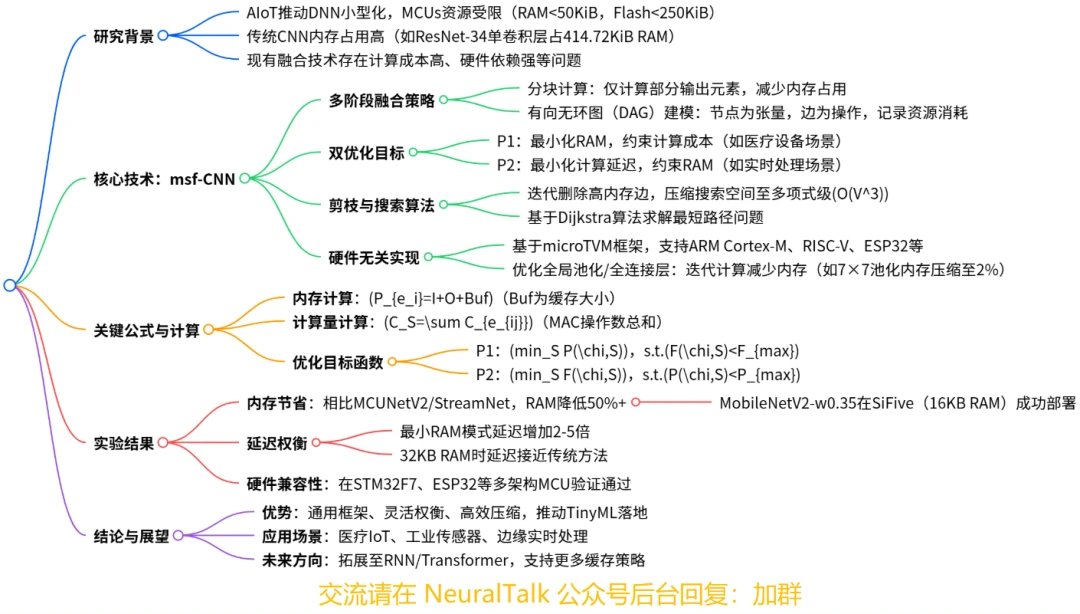 研究背景
AIoT推动DNN小型化，MCUs资源受限（RAM<50KiB，Flash<250KiB）
传统CNN内存占用高（如ResNet-34单卷积层占414.72KiB RAM）
现有融合技术存在计算成本高、硬件依赖强等问题
核心技术：msf-CNN
多阶段融合策略
分块计算：仅计算部分输出元素，减少内存占用
有向无环图（DAG）建模：节点为张量，边为操作，记录资源消耗
双优化目标
P1：最小化RAM，约束计算成本（如医疗设备场景）
P2：最小化计算延迟，约束RAM（如实时处理场景）
剪枝与搜索算法
迭代删除高内存边，压缩搜索空间至多项式级(O(V^3))
基于Dijkstra算法求解最短路径问题
硬件无关实现
基于microTVM框架，支持ARM Cortex-M、RISC-V、ESP32等
优化全局池化/全连接层：迭代计算减少内存（如7×7池化内存压缩至2%）
关键公式与计算
内存计算：(P_{e_i}=I+O+Buf)（Buf为缓存大小）
计算量计算：(C_S=\sum C_{e_{ij}})（MAC操作数总和）
优化目标函数
P1：(min_S P(\chi,S))，s.t.(F(\chi,S)<F_{max})
P2：(min_S F(\chi,S))，s.t.(P(\chi,S)<P_{max})
实验结果
内存节省：相比MCUNetV2/StreamNet，RAM降低50%+
MobileNetV2-w0.35在SiFive（16KB RAM）成功部署
延迟权衡
最小RAM模式延迟增加2-5倍
32KB RAM时延迟接近传统方法
硬件兼容性：在STM32F7、ESP32等多架构MCU验证通过
结论与展望
优势：通用框架、灵活权衡、高效压缩，推动TinyML落地
应用场景：医疗IoT、工业传感器、边缘实时处理
未来方向：拓展至RNN/Transformer，支持更多缓存策略
交流请在 NeuralTalk 公众号后台回复：加群